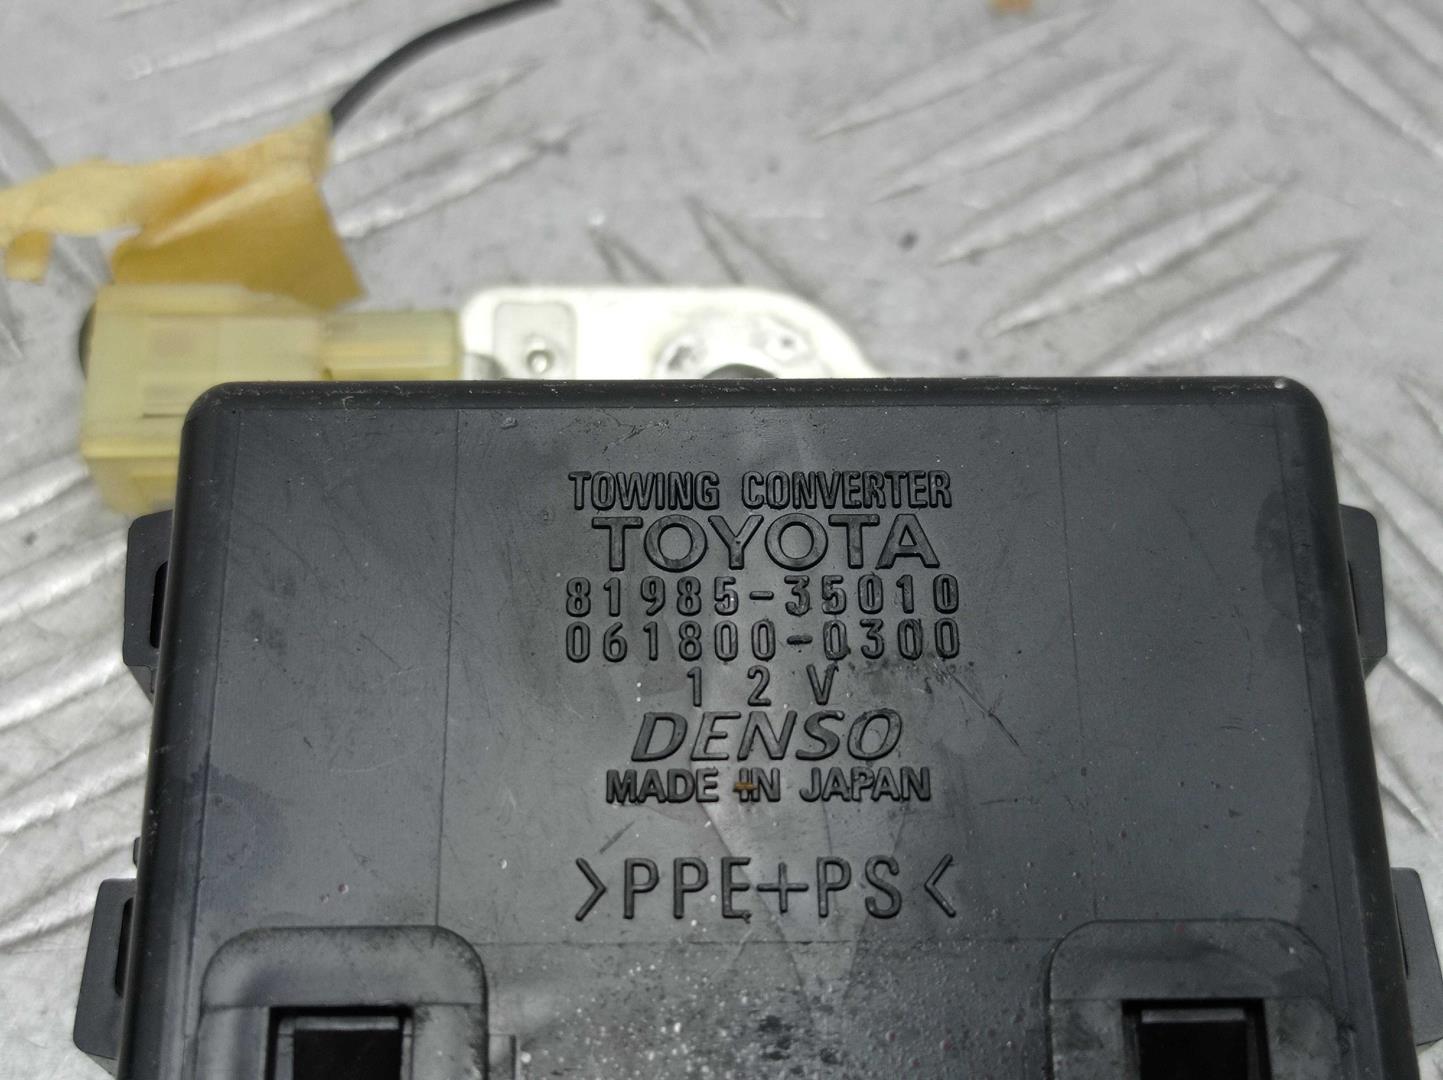 TOWING CONVERTER
TOYOTA
81985-35010
061800-0300
12V
DENSO
MADE IN JAPAN
>PPE+PS<